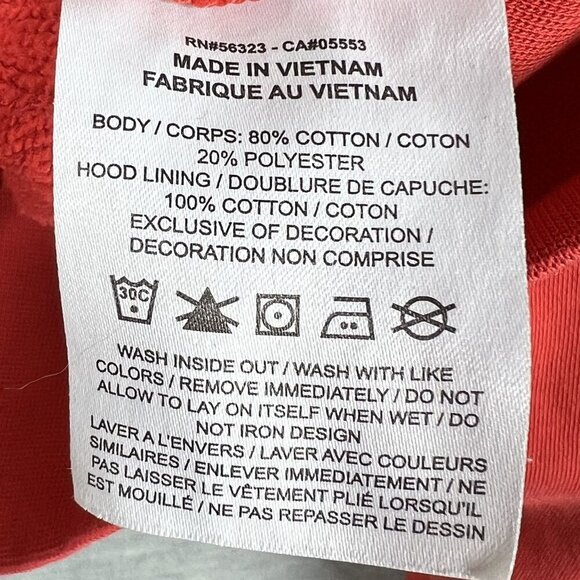 RN#56323 - CA#05553
MADE IN VIETNAM
FABRIQUE AU VIETNAM
BODY / CORPS: 80% COTTON / COTON
20% POLYESTER
HOOD LINING / DOUBLURE DE CAPUCHE:
100% COTTON / COTON
EXCLUSIVE OF DECORATION /
DECORATION NON COMPRISE
30C
WASH INSIDE OUT / WASH WITH LIKE
COLORS / REMOVE IMMEDIATELY / DO NOT
ALLOW TO LAY ON ITSELF WHEN WET / DO
NOT IRON DESIGN
LAVER A L'ENVERS / LAVER AVEC COULEURS
SIMILAIRES / ENLEVER IMMEDIATEMENT / NE
PAS LAISSER LE VÊTEMENT PLIÉ LORSQU'IL
EST MOUILLÉ / NE PAS REPASSER LE DESSIN